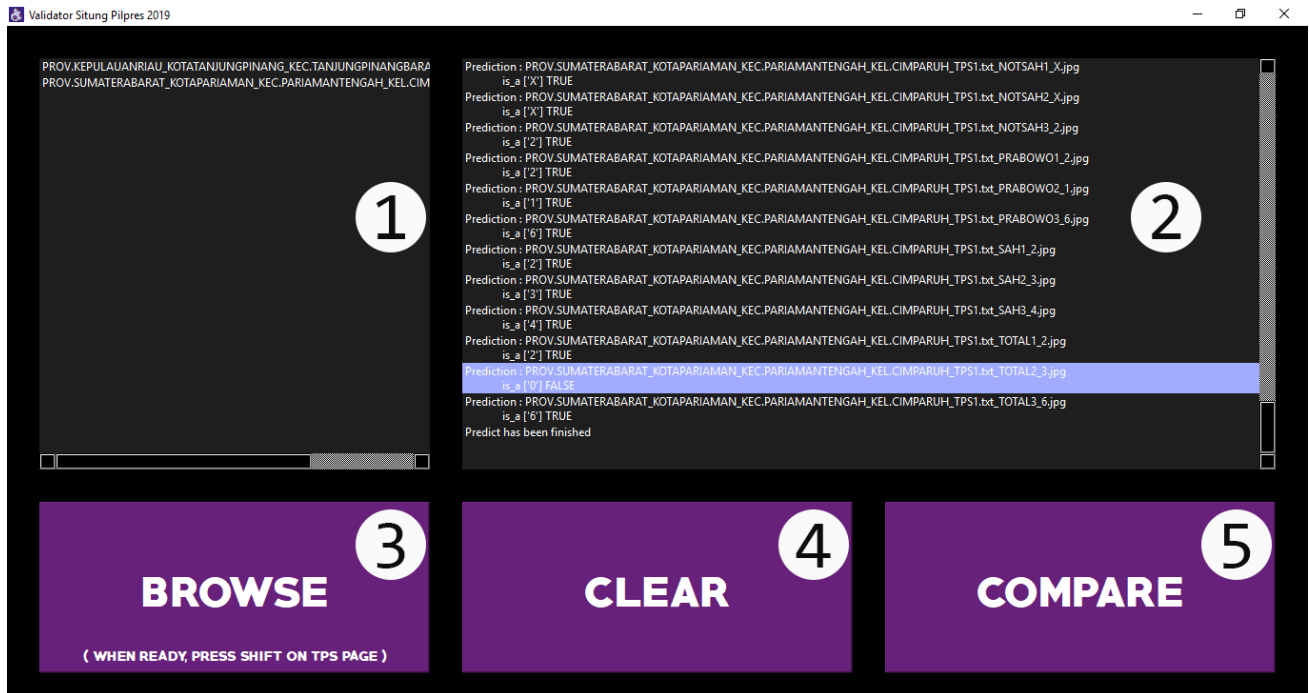 Validator Situng Pilpres 2019
PROV.KEPULAUANRIAU_KOTATANJUNGPINANG_KEC.TANJUNGPINANGBARA
PROV.SUMATERABARAT_KOTAPARIAMAN_KEC.PARIAMANTENGAH_KEL.CIM
1
Prediction : PROV.SUMATERABARAT_KOTAPARIAMAN_KEC.PARIAMANTENGAH_KEL.CIMPARUH_TPS1.txt_NOTSAH1_X.jpg
is_a ['X'] TRUE
Prediction : PROV.SUMATERABARAT_KOTAPARIAMAN_KEC.PARIAMANTENGAH_KEL.CIMPARUH_TPS1.txt_NOTSAH2_X.jpg
is_a ['X'] TRUE
Prediction : PROV.SUMATERABARAT_KOTAPARIAMAN_KEC.PARIAMANTENGAH_KEL.CIMPARUH_TPS1.txt_NOTSAH3_2.jpg
is_a ['2'] TRUE
Prediction : PROV.SUMATERABARAT_KOTAPARIAMAN_KEC.PARIAMANTENGAH_KEL.CIMPARUH_TPS1.txt_PRABOWO1_2.jpg
is_a ['2'] TRUE
Prediction : PROV.SUMATERABARAT_KOTAPARIAMAN_KEC.PARIAMANTENGAH_KEL.CIMPARUH_TPS1.txt_PRABOWO2_1.jpg
is_a ['1'] TRUE
Prediction : PROV.SUMATERABARAT_KOTAPARIAMAN_KEC.PARIAMANTENGAH_KEL.CIMPARUH_TPS1.txt_PRABOWO3_6.jpg
is_a ['6'] TRUE
Prediction : PROV.SUMATERABARAT_KOTAPARIAMAN_KEC.PARIAMANTENGAH_KEL.CIMPARUH_TPS1.txt_SAH1_2.jpg
is_a ['2'] TRUE
Prediction : PROV.SUMATERABARAT_KOTAPARIAMAN_KEC.PARIAMANTENGAH_KEL.CIMPARUH_TPS1.txt_SAH2_3.jpg
is_a ['3'] TRUE
Prediction : PROV.SUMATERABARAT_KOTAPARIAMAN_KEC.PARIAMANTENGAH_KEL.CIMPARUH_TPS1.txt_SAH3_4.jpg
is_a ['4'] TRUE
Prediction : PROV.SUMATERABARAT_KOTAPARIAMAN_KEC.PARIAMANTENGAH_KEL.CIMPARUH_TPS1.txt_TOTAL1_2.jpg
is_a ['2'] TRUE
Prediction : PROV.SUMATERABARAT_KOTAPARIAMAN_KEC.PARIAMANTENGAH_KEL.CIMPARUH_TPS1.txt_TOTAL2_3.jpg
is_a ['0'] FALSE
Prediction : PROV.SUMATERABARAT_KOTAPARIAMAN_KEC.PARIAMANTENGAH_KEL.CIMPARUH_TPS1.txt_TOTAL3_6.jpg
is_a ['6'] TRUE
Predict has been finished
2
3
BROWSE
( WHEN READY, PRESS SHIFT ON TPS PAGE )
4
CLEAR
5
COMPARE